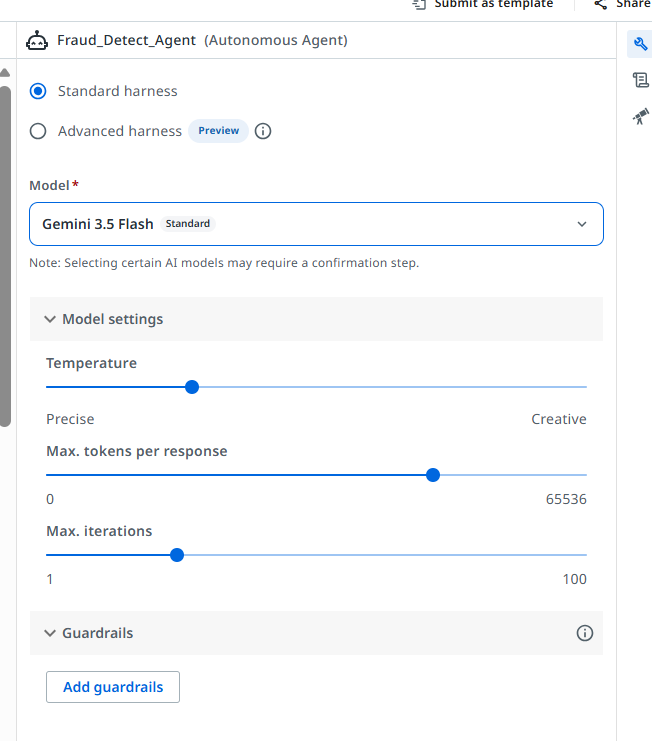 Submit as template
Share
Fraud_Detect_Agent (Autonomous Agent)
Standard harness
Advanced harness Preview
Model*
Gemini 3.5 Flash Standard
Note: Selecting certain AI models may require a confirmation step.
Model settings
Temperature
Precise Creative
Max. tokens per response
0 65536
Max. iterations
1 100
Guardrails
Add guardrails